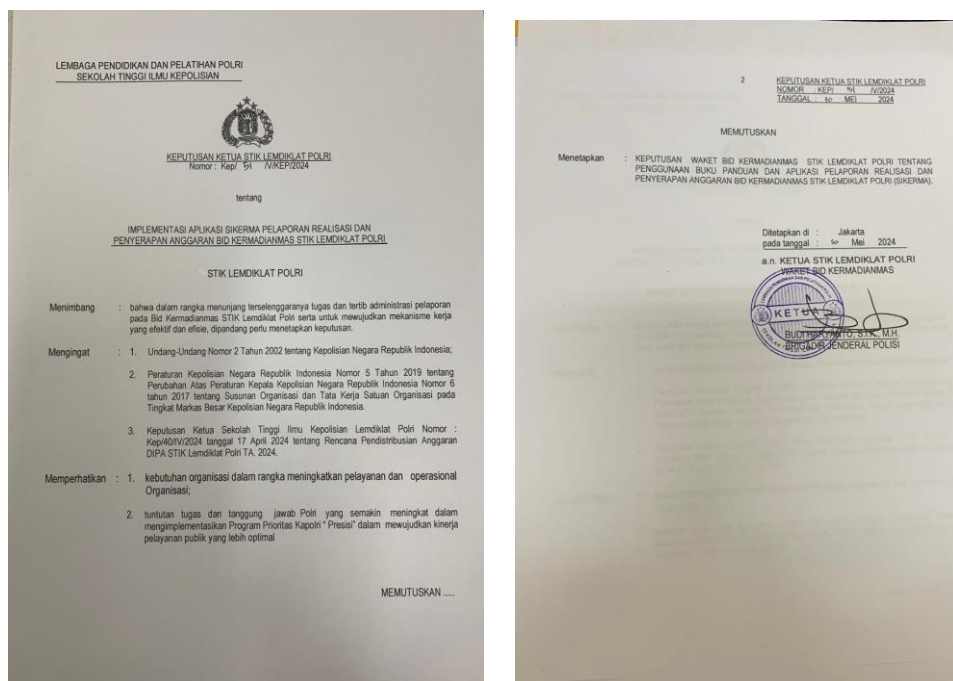 LEMBAGA PENDIDIKAN DAN PELATIHAN POLRI
SEKOLAH TINGGI ILMU KEPOLISIAN
KEPUTUSAN KETUA STIK LEMDIKLAT POLRI
Nomor : Kep/ 51 /V/KEP/2024
tentang
IMPLEMENTASI APLIKASI SIKERMA PELAPORAN REALISASI DAN
PENYERAPAN ANGGARAN BID KERMADIANMAS STIK LEMDIKLAT POLRI
STIK LEMDIKLAT POLRI
Menimbang : bahwa dalam rangka menunjang terselenggaranya tugas dan tertib administrasi pelaporan
pada Bid Kermadianmas STIK Lemdiklat Polri serta untuk mewujudkan mekanisme kerja
yang efektif dan efisie, dipandang perlu menetapkan keputusan.
Mengingat : 1. Undang-Undang Nomor 2 Tahun 2002 tentang Kepolisian Negara Republik Indonesia;
2. Peraturan Kepolisian Negara Republik Indonesia Nomor 5 Tahun 2019 tentang
Perubahan Atas Peraturan Kepala Kepolisian Negara Republik Indonesia Nomor 6
tahun 2017 tentang Susunan Organisasi dan Tata Kerja Satuan Organisasi pada
Tingkat Markas Besar Kepolisian Negara Republik Indonesia.
3. Keputusan Ketua Sekolah Tinggi Ilmu Kepolisian Lemdiklat Polri Nomor :
Kep/40/IV/2024 tanggal 17 April 2024 tentang Rencana Pendistribusian Anggaran
DIPA STIK Lemdiklat Polri TA. 2024.
Memperhatikan : 1. kebutuhan organisasi dalam rangka meningkatkan pelayanan dan operasional
Organisasi;
2. tuntutan tugas dan tanggung jawab Polri yang semakin meningkat dalam
mengimplementasikan Program Prioritas Kapolri " Presisi" dalam mewujudkan kinerja
pelayanan publik yang lebih optimal
MEMUTUSKAN .....
2 KEPUTUSAN KETUA STIK LEMDIKLAT POLRI
NOMOR : KEP/ 51 /V/2024
TANGGAL : MEI 2024
MEMUTUSKAN
Menetapkan : KEPUTUSAN WAKET BID KERMADIANMAS STIK LEMDIKLAT POLRI TENTANG
PENGGUNAAN BUKU PANDUAN DAN APLIKASI PELAPORAN REALISASI DAN
PENYERAPAN ANGGARAN BID KERMADIANMAS STIK LEMDIKLAT POLRI (SIKERMA).
Ditetapkan di : Jakarta
pada tanggal : Mei 2024
a.n. KETUA STIK LEMDIKLAT POLRI
WAKET BID KERMADIANMAS
KETUA
S.I.K., M.H.
BRIGADIR JENDERAL POLISI